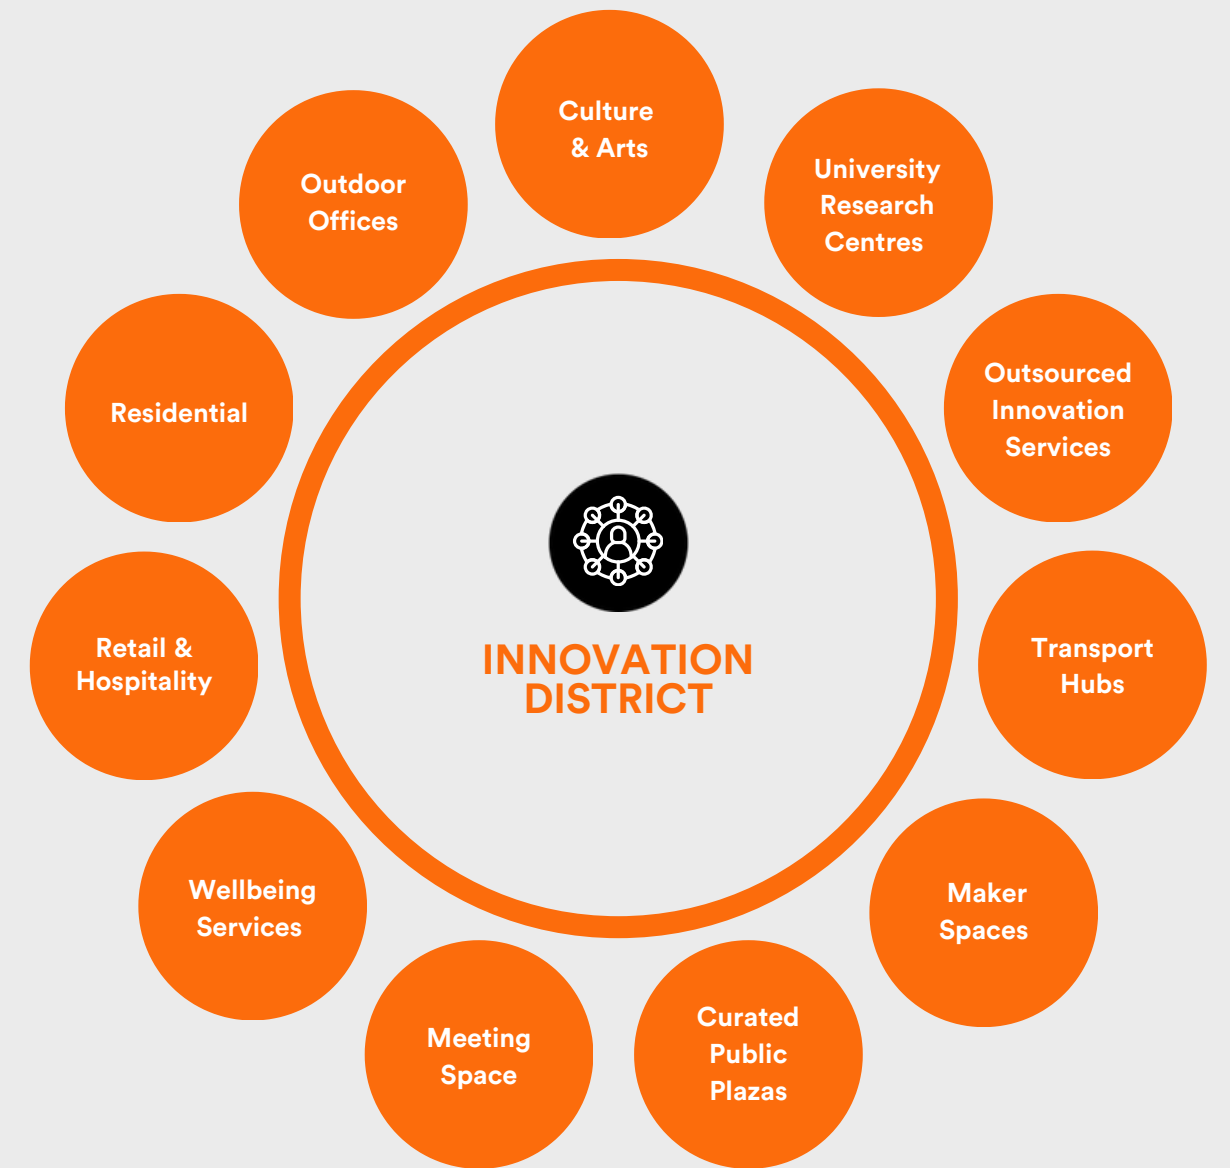 Culture
& Arts
University
Research
Centres
Outsourced
Innovation
Services
Transport
Hubs
Maker
Spaces
Curated
Public
Plazas
Meeting
Space
Wellbeing
Services
Retail &
Hospitality
Residential
Outdoor
Offices
INNOVATION
DISTRICT